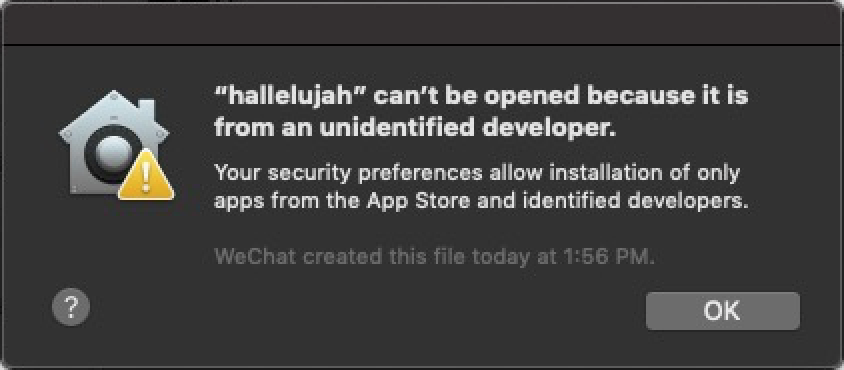 “hallelujah” can’t be opened because it is
from an unidentified developer.
Your security preferences allow installation of only
apps from the App Store and identified developers.
WeChat created this file today at 1:56 PM.
?
OK